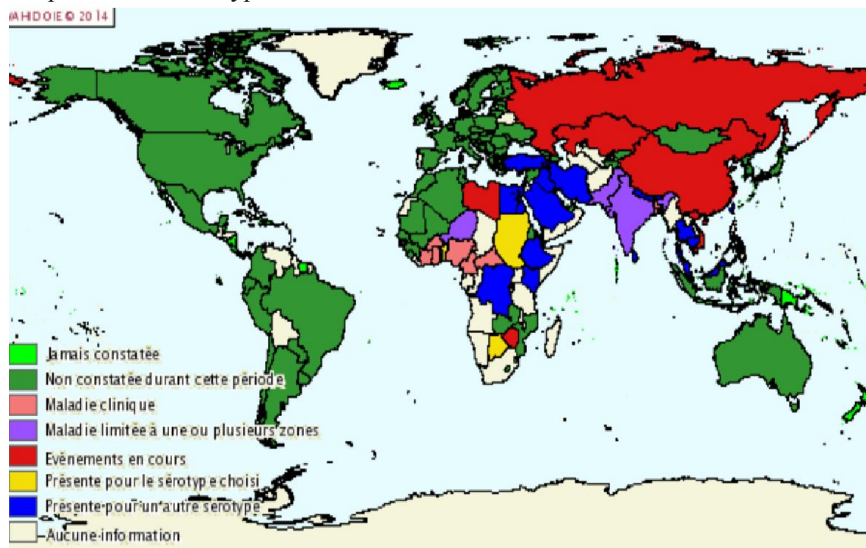 WAHIDOIE © 2014
Jamais constatée
Non constatée durant cette période
Maladie clinique
Maladie limitée à une ou plusieurs zones
Evènements en cours
Présente pour le sérotype choisi
Présente pour un autre sérotype
Aucune information